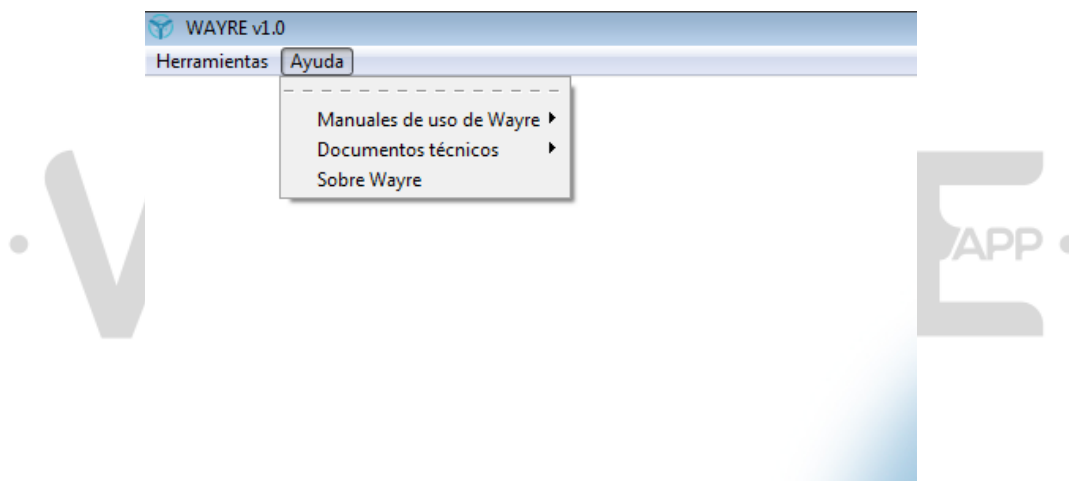 WAYRE v1.0
Herramientas Ayuda
Manuales de uso de Wayre
Documentos técnicos
Sobre Wayre
APP